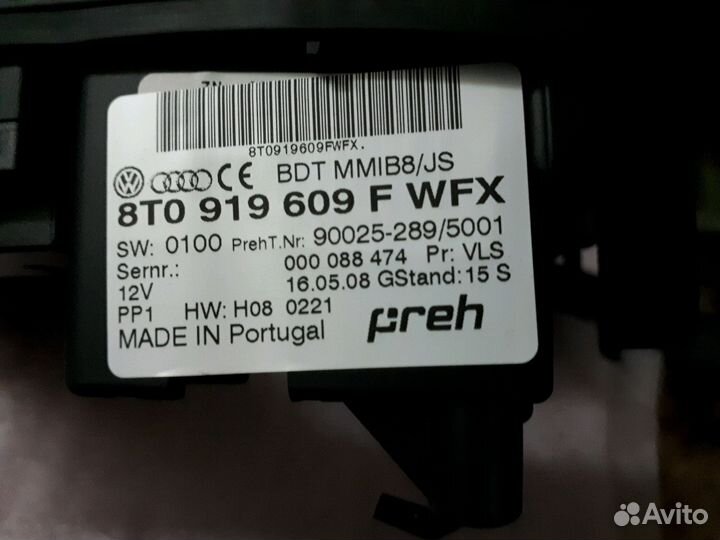 8T0919609FWFX.
CE BDT MMIB8/JS
8T0 919 609 F WFX
SW: 0100 PrehT.Nr: 90025-289/5001
Sernr.: 000 088 474 Pr: VLS
12V 16.05.08 GStand: 15 S
PP1 HW: H08 0221
MADE IN Portugal preh
Avito